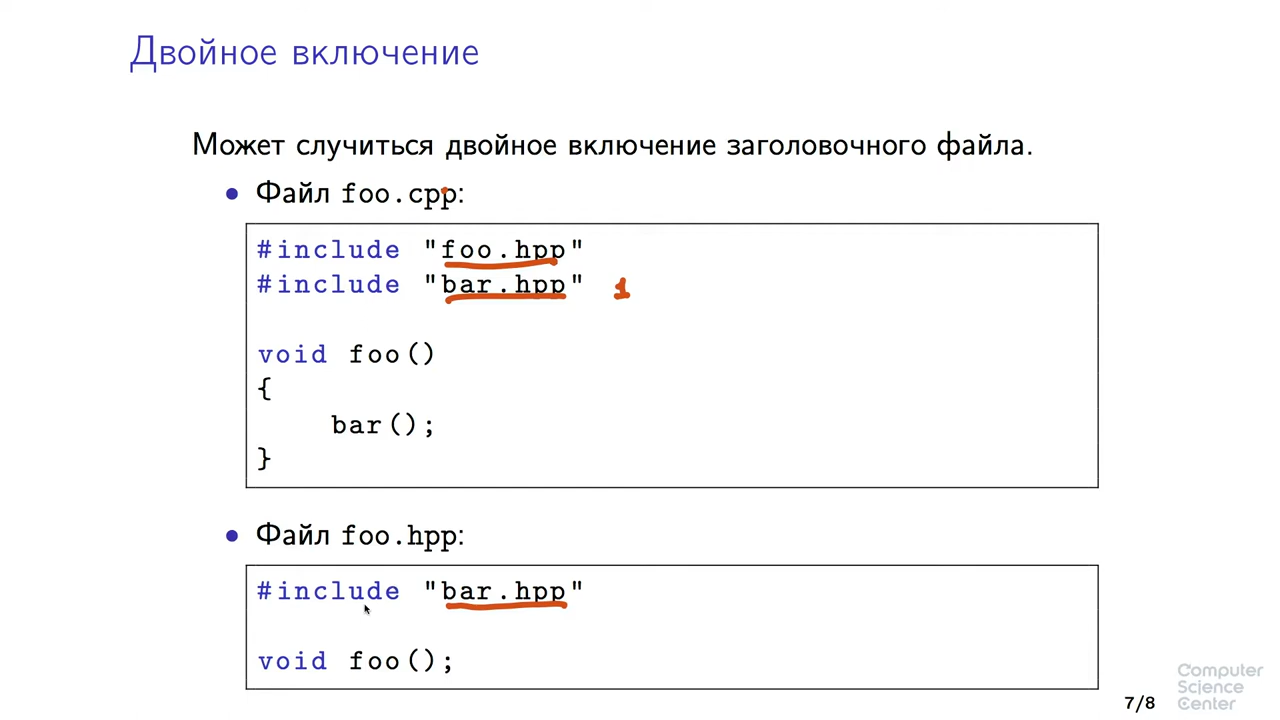 Двойное включение
Может случиться двойное включение заголовочного файла.
• Файл foo.cpp:
#include "foo.hpp"
#include "bar.hpp" 1
void foo()
{
    bar();
}
• Файл foo.hpp:
#include "bar.hpp"
void foo();
Computer
Science
Center
7/8